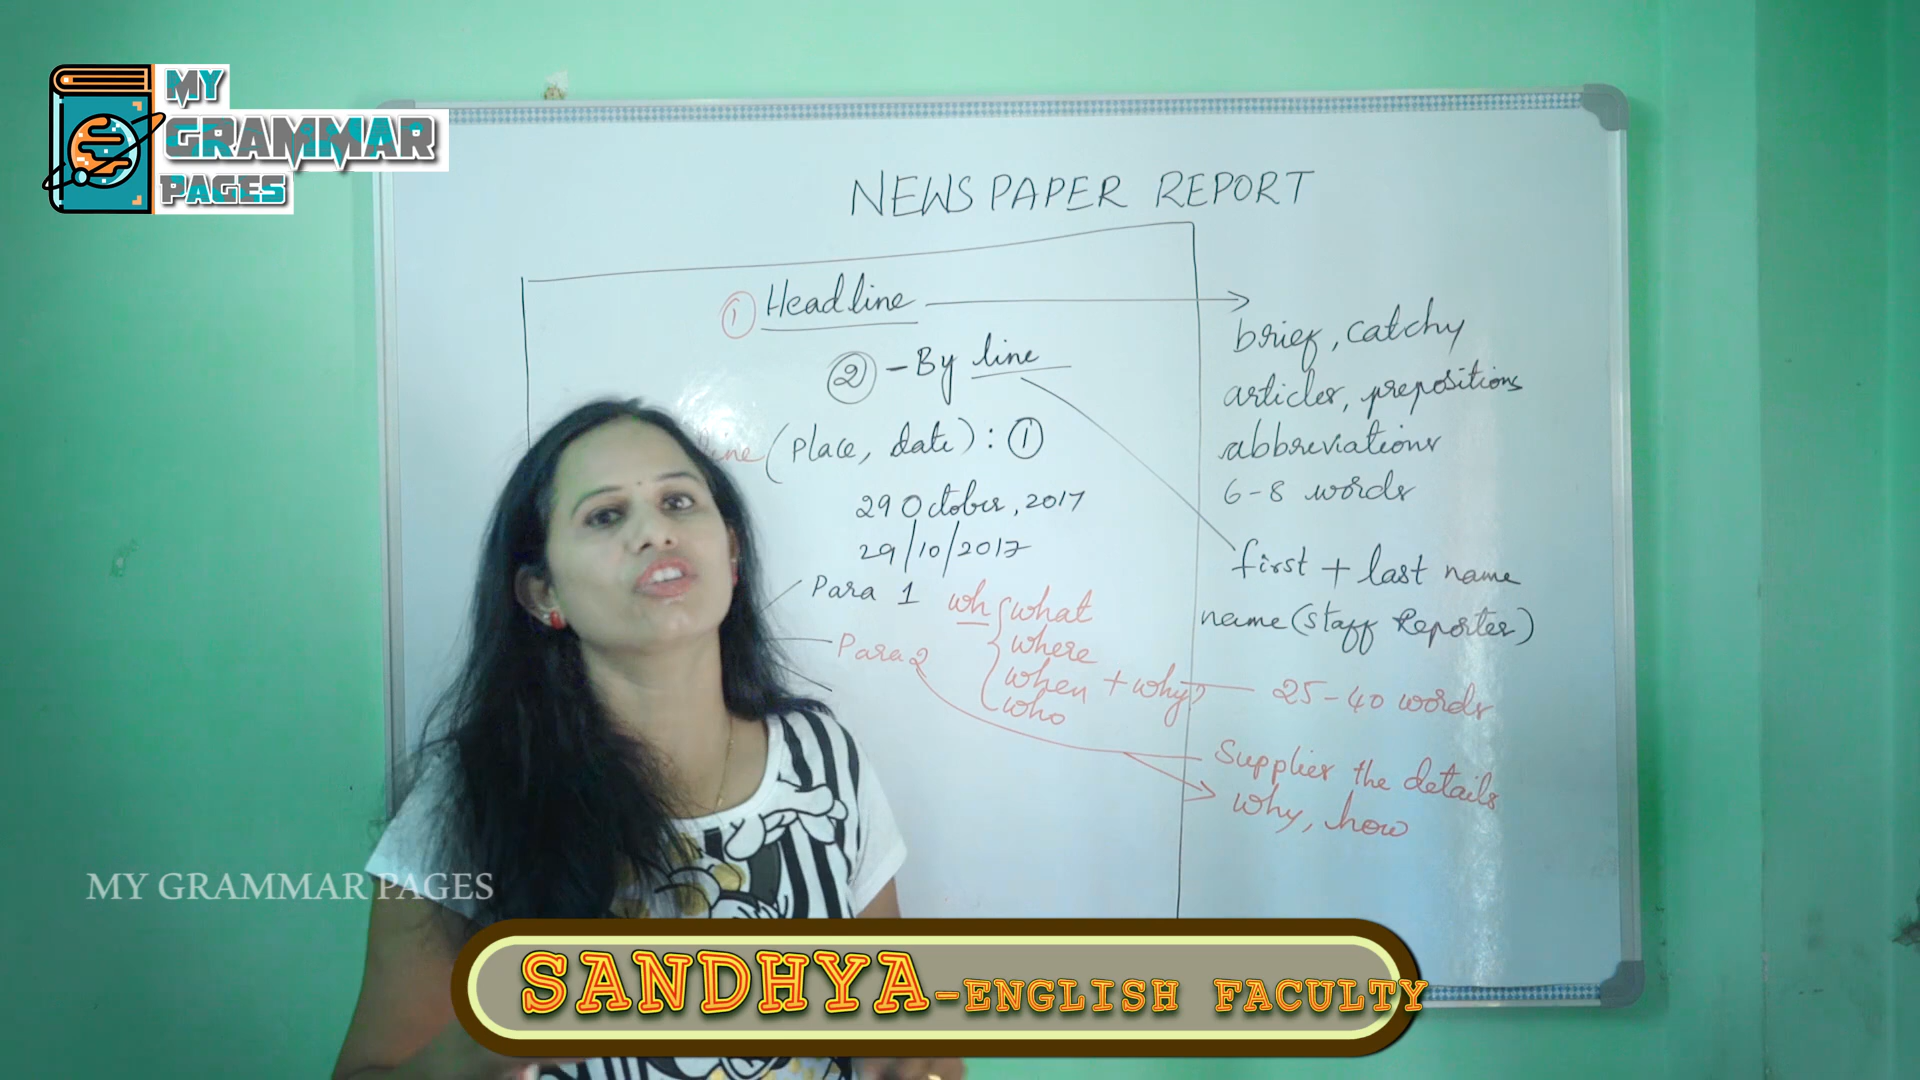 MY
GRAMMAR
PAGES
NEWS PAPER REPORT
① Headline
brief, catchy
articles, prepositions
abbreviations
6-8 words
② - By line
first + last name
name (Staff Reporter)
line (place, date) : ①
29 October, 2017
29/10/2017
Para 1 wh { what
where
when + why,
who
25-40 words
Para 2
Supplies the details
why, how
MY GRAMMAR PAGES
SANDHYA-ENGLISH FACULTY